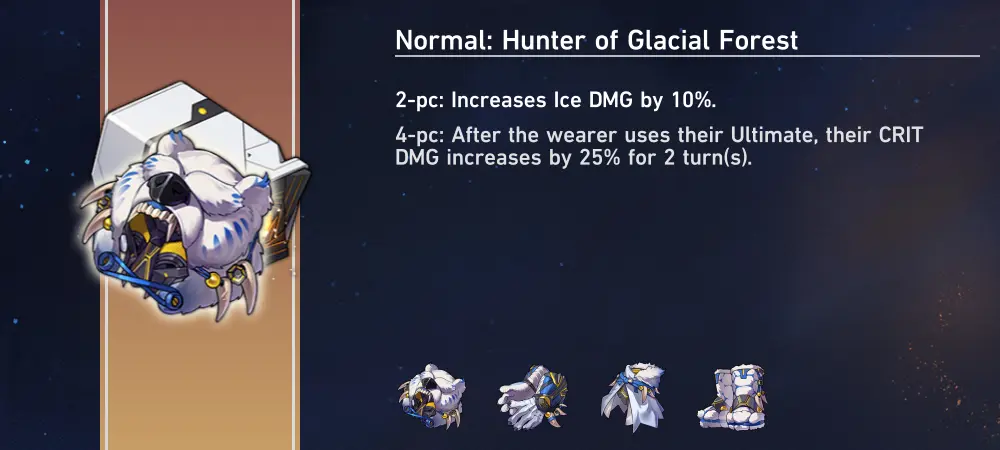 Normal: Hunter of Glacial Forest
2-pc: Increases Ice DMG by 10%.
4-pc: After the wearer uses their Ultimate, their CRIT
DMG increases by 25% for 2 turn(s).